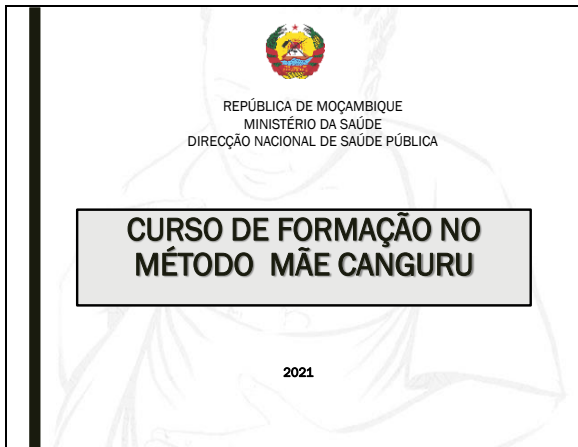 REPÚBLICA DE MOÇAMBIQUE
MINISTÉRIO DA SAÚDE
DIRECÇÃO NACIONAL DE SAÚDE PÚBLICA
CURSO DE FORMAÇÃO NO
MÉTODO MÃE CANGURU
2021